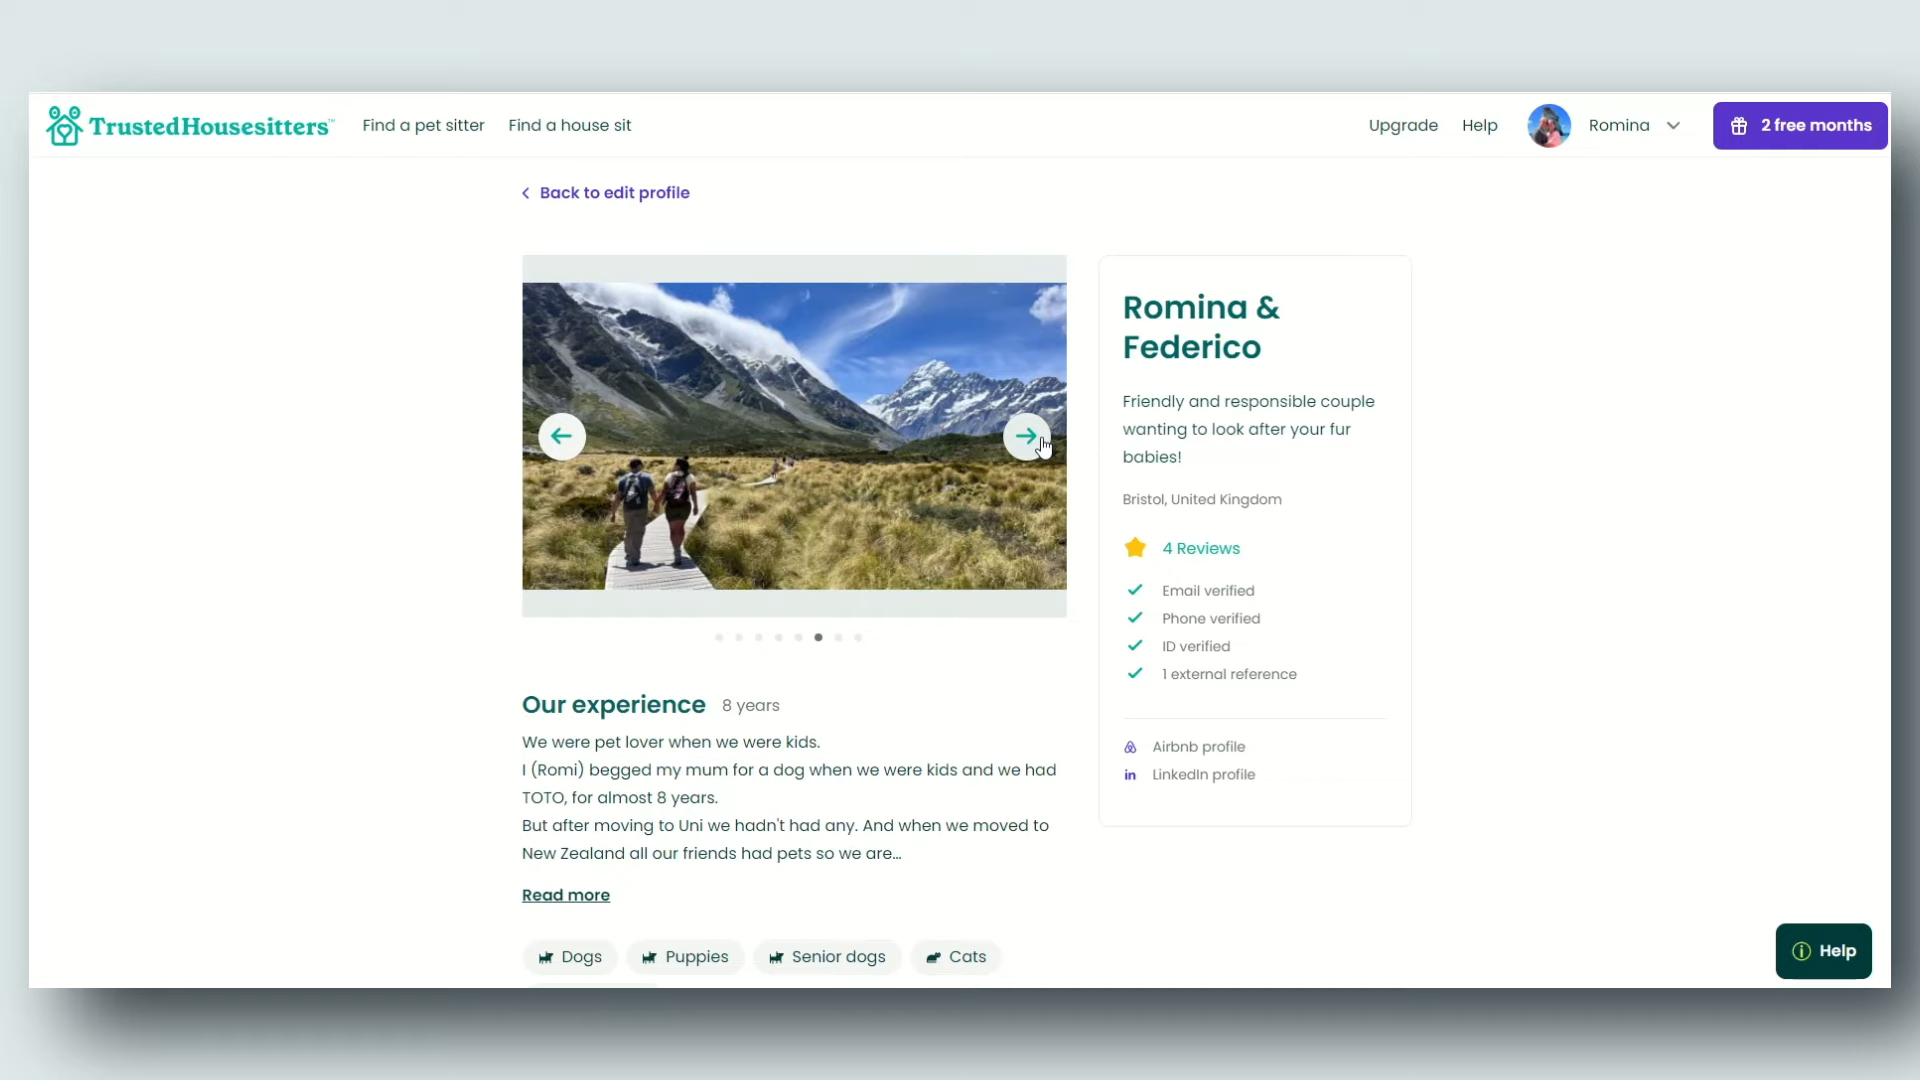 TrustedHousesitters™
Find a pet sitter
Find a house sit
Upgrade
Help
Romina
2 free months
Back to edit profile
Romina &
Federico
Friendly and responsible couple
wanting to look after your fur
babies!
Bristol, United Kingdom
4 Reviews
Email verified
Phone verified
ID verified
1 external reference
Airbnb profile
LinkedIn profile
Our experience 8 years
We were pet lover when we were kids.
I (Romi) begged my mum for a dog when we were kids and we had
TOTO, for almost 8 years.
But after moving to Uni we hadn't had any. And when we moved to
New Zealand all our friends had pets so we are...
Read more
Dogs
Puppies
Senior dogs
Cats
Help